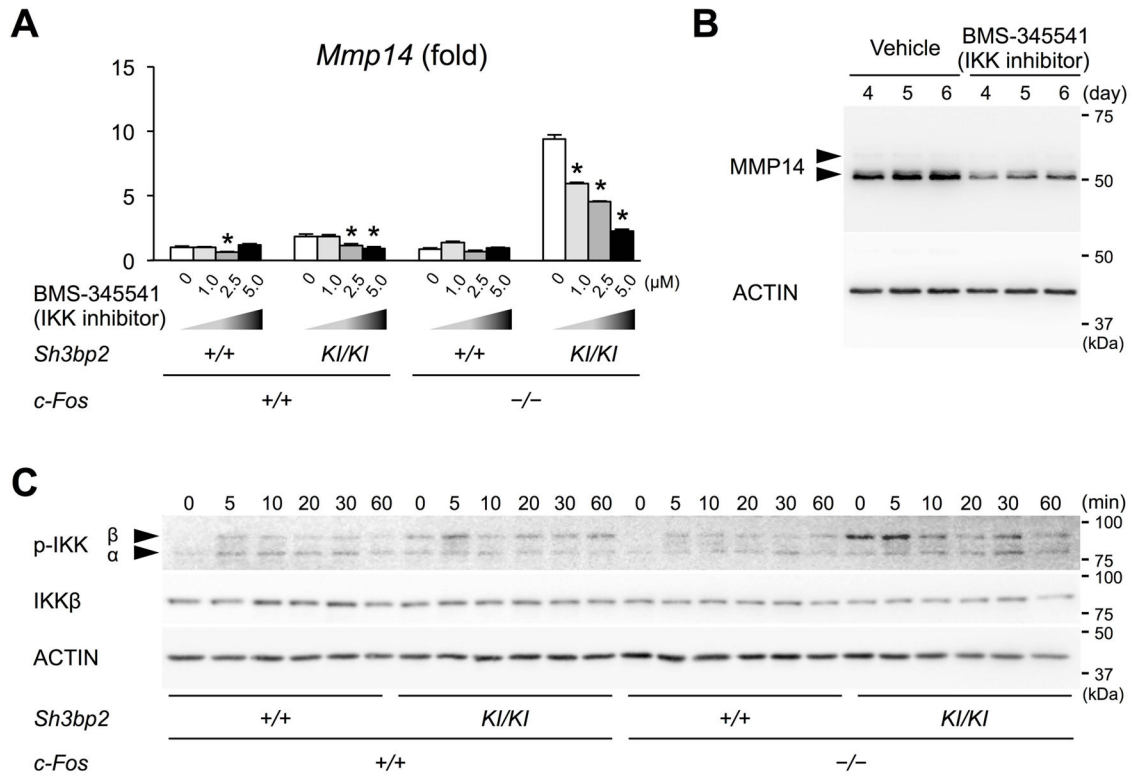 A
Mmp14 (fold)
15
10
5
0
* * * * * *
0 1.0 2.5 5.0 0 1.0 2.5 5.0 0 1.0 2.5 5.0 0 1.0 2.5 5.0 (µM)
BMS-345541
(IKK inhibitor)
Sh3bp2 +/+ KI/KI +/+ KI/KI
c-Fos +/+ −/−
B
Vehicle BMS-345541
(IKK inhibitor)
4 5 6 4 5 6 (day)
75
MMP14
50
50
ACTIN
37
(kDa)
C
0 5 10 20 30 60 0 5 10 20 30 60 0 5 10 20 30 60 0 5 10 20 30 60 (min)
p-IKK β α 100
75
100
IKKβ
75
50
ACTIN
37
(kDa)
Sh3bp2 +/+ KI/KI +/+ KI/KI
c-Fos +/+ −/−